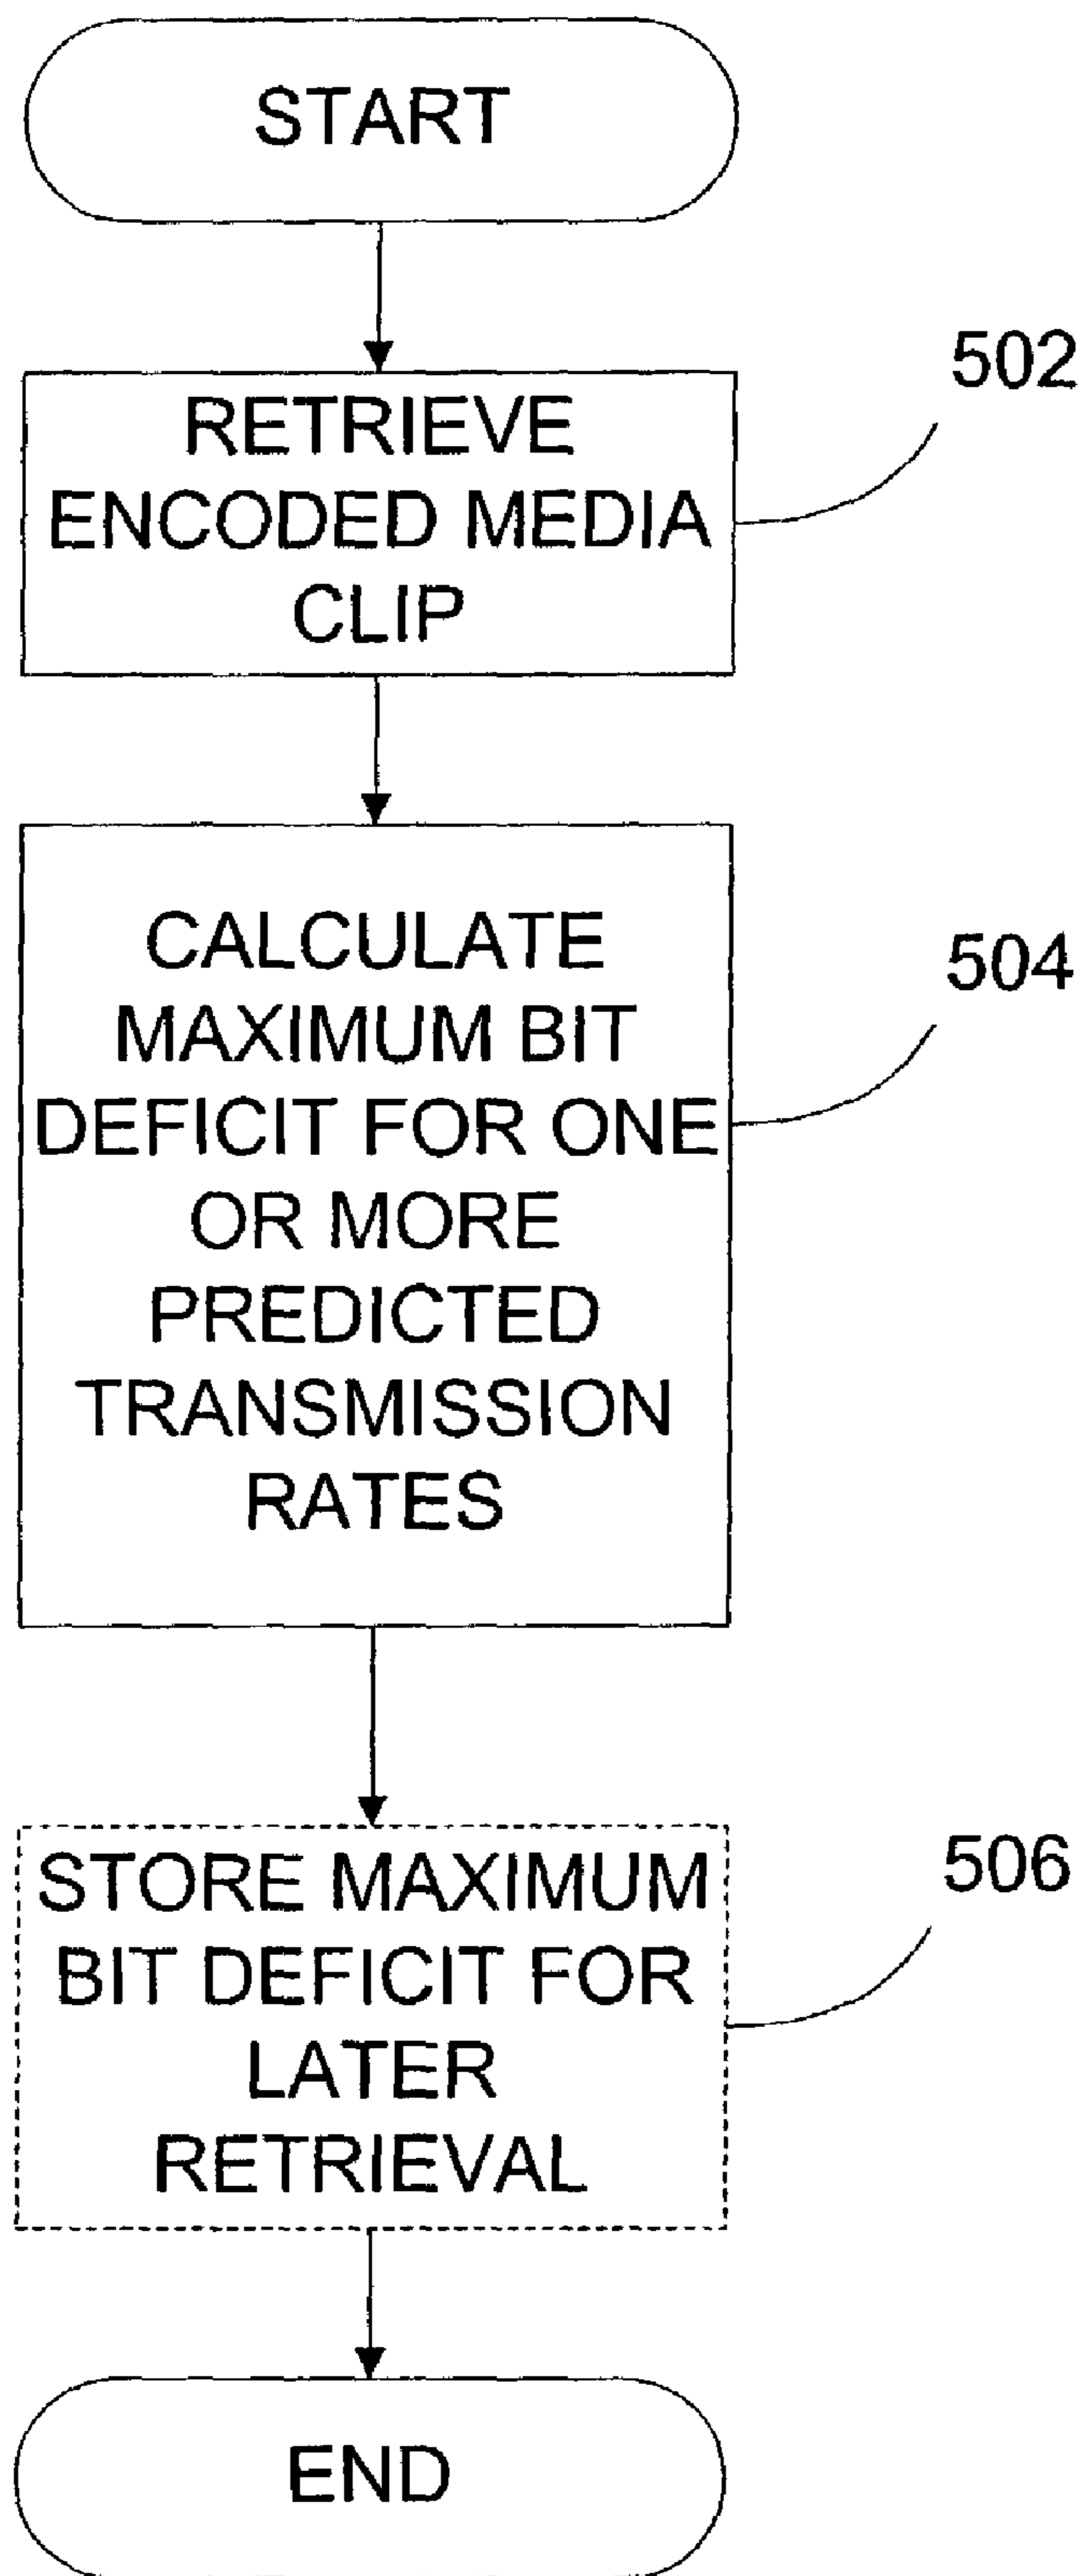 START
502
RETRIEVE
ENCODED MEDIA
CLIP
504
CALCULATE
MAXIMUM BIT
DEFICIT FOR ONE
OR MORE
PREDICTED
TRANSMISSION
RATES
506
STORE MAXIMUM
BIT DEFICIT FOR
LATER
RETRIEVAL
END